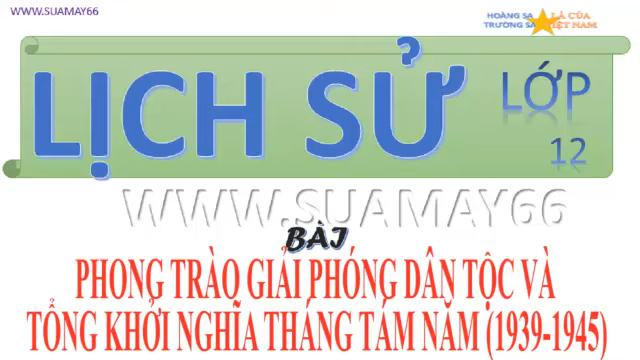 WWW.SUAMAY66
HOÀNG SA LÀ CỦA
TRƯỜNG SA VIỆT NAM
LỊCH SỬ LỚP
12
WWW.SUAMAY66
BÀI
PHONG TRÀO GIẢI PHÓNG DÂN TỘC VÀ
TỔNG KHỞI NGHĨA THÁNG TÁM NĂM (1939-1945)